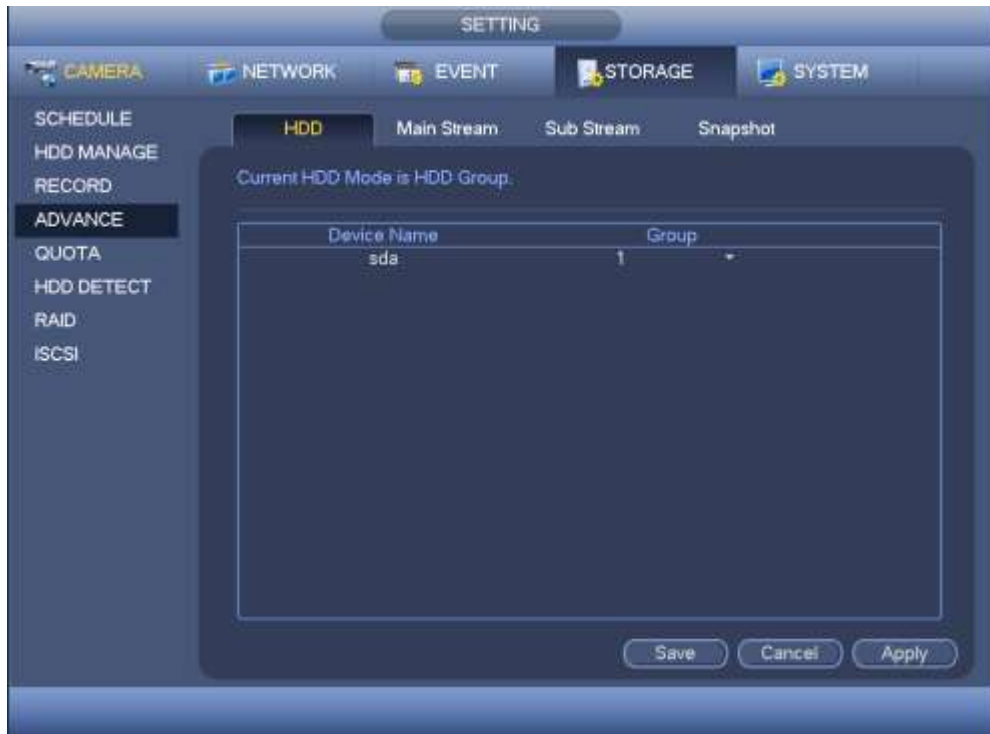 SETTING
CAMERA NETWORK EVENT STORAGE SYSTEM
SCHEDULE
HDD MANAGE
RECORD
ADVANCE
QUOTA
HDD DETECT
RAID
ISCSI
HDD Main Stream Sub Stream Snapshot
Current HDD Mode is HDD Group.
Device Name Group
sda 1
Save Cancel Apply